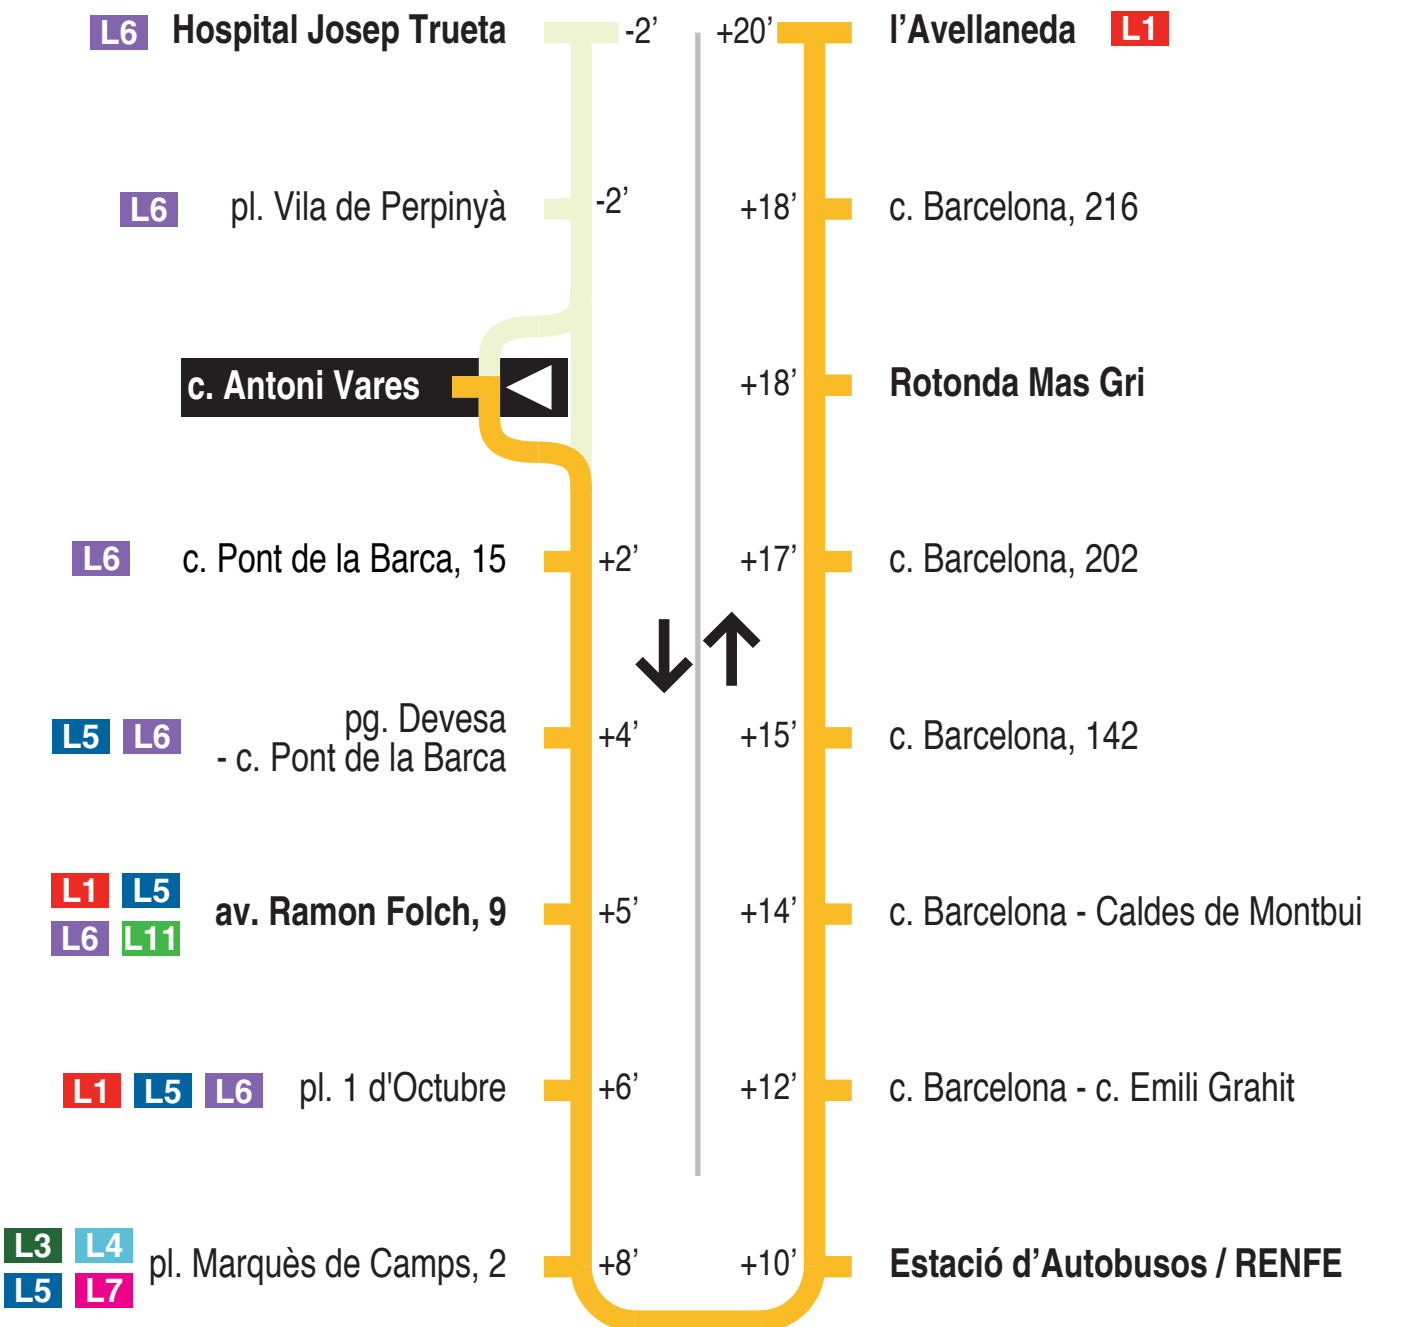 L6 Hospital Josep Trueta -2’
L6 pl. Vila de Perpinyà -2’
c. Antoni Vares
L6 c. Pont de la Barca, 15 +2’
L5 L6 pg. Devesa
- c. Pont de la Barca +4’
L1 L5
L6 L11 av. Ramon Folch, 9 +5’
L1 L5 L6 pl. 1 d'Octubre +6’
L3 L4
L5 L7 pl. Marquès de Camps, 2 +8’
+20’ l’Avellaneda L1
+18’ c. Barcelona, 216
+18’ Rotonda Mas Gri
+17’ c. Barcelona, 202
+15’ c. Barcelona, 142
+14’ c. Barcelona - Caldes de Montbui
+12’ c. Barcelona - c. Emili Grahit
+10’ Estació d’Autobusos / RENFE